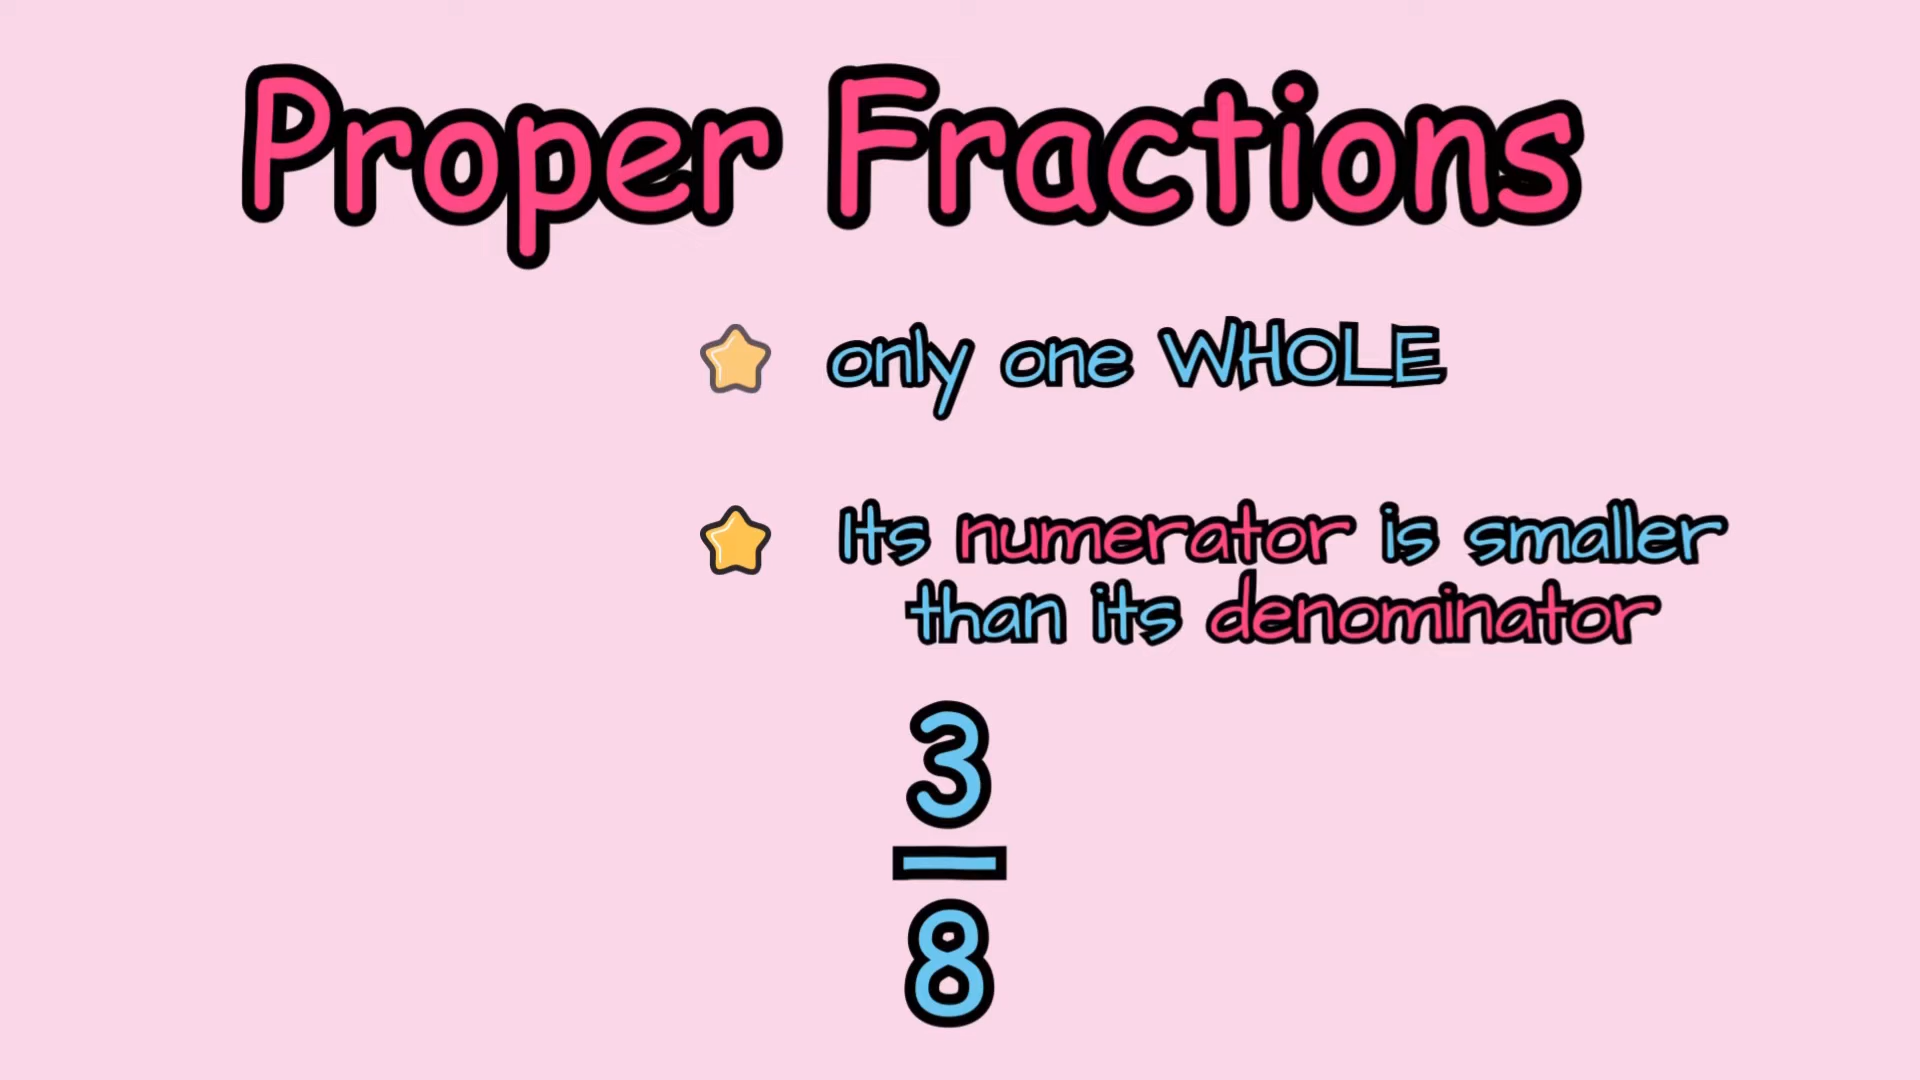 Proper Fractions
only one WHOLE
Its numerator is smaller
than its denominator
3
8